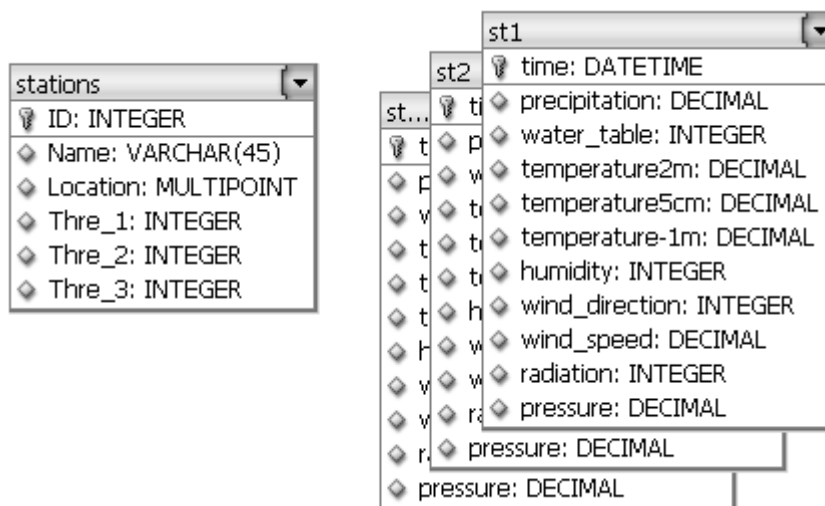 stations
ID: INTEGER
Name: VARCHAR(45)
Location: MULTIPOINT
Thre_1: INTEGER
Thre_2: INTEGER
Thre_3: INTEGER
st1
time: DATETIME
precipitation: DECIMAL
water_table: INTEGER
temperature2m: DECIMAL
temperature5cm: DECIMAL
temperature-1m: DECIMAL
humidity: INTEGER
wind_direction: INTEGER
wind_speed: DECIMAL
radiation: INTEGER
pressure: DECIMAL
st2
pressure: DECIMAL
st...
pressure: DECIMAL